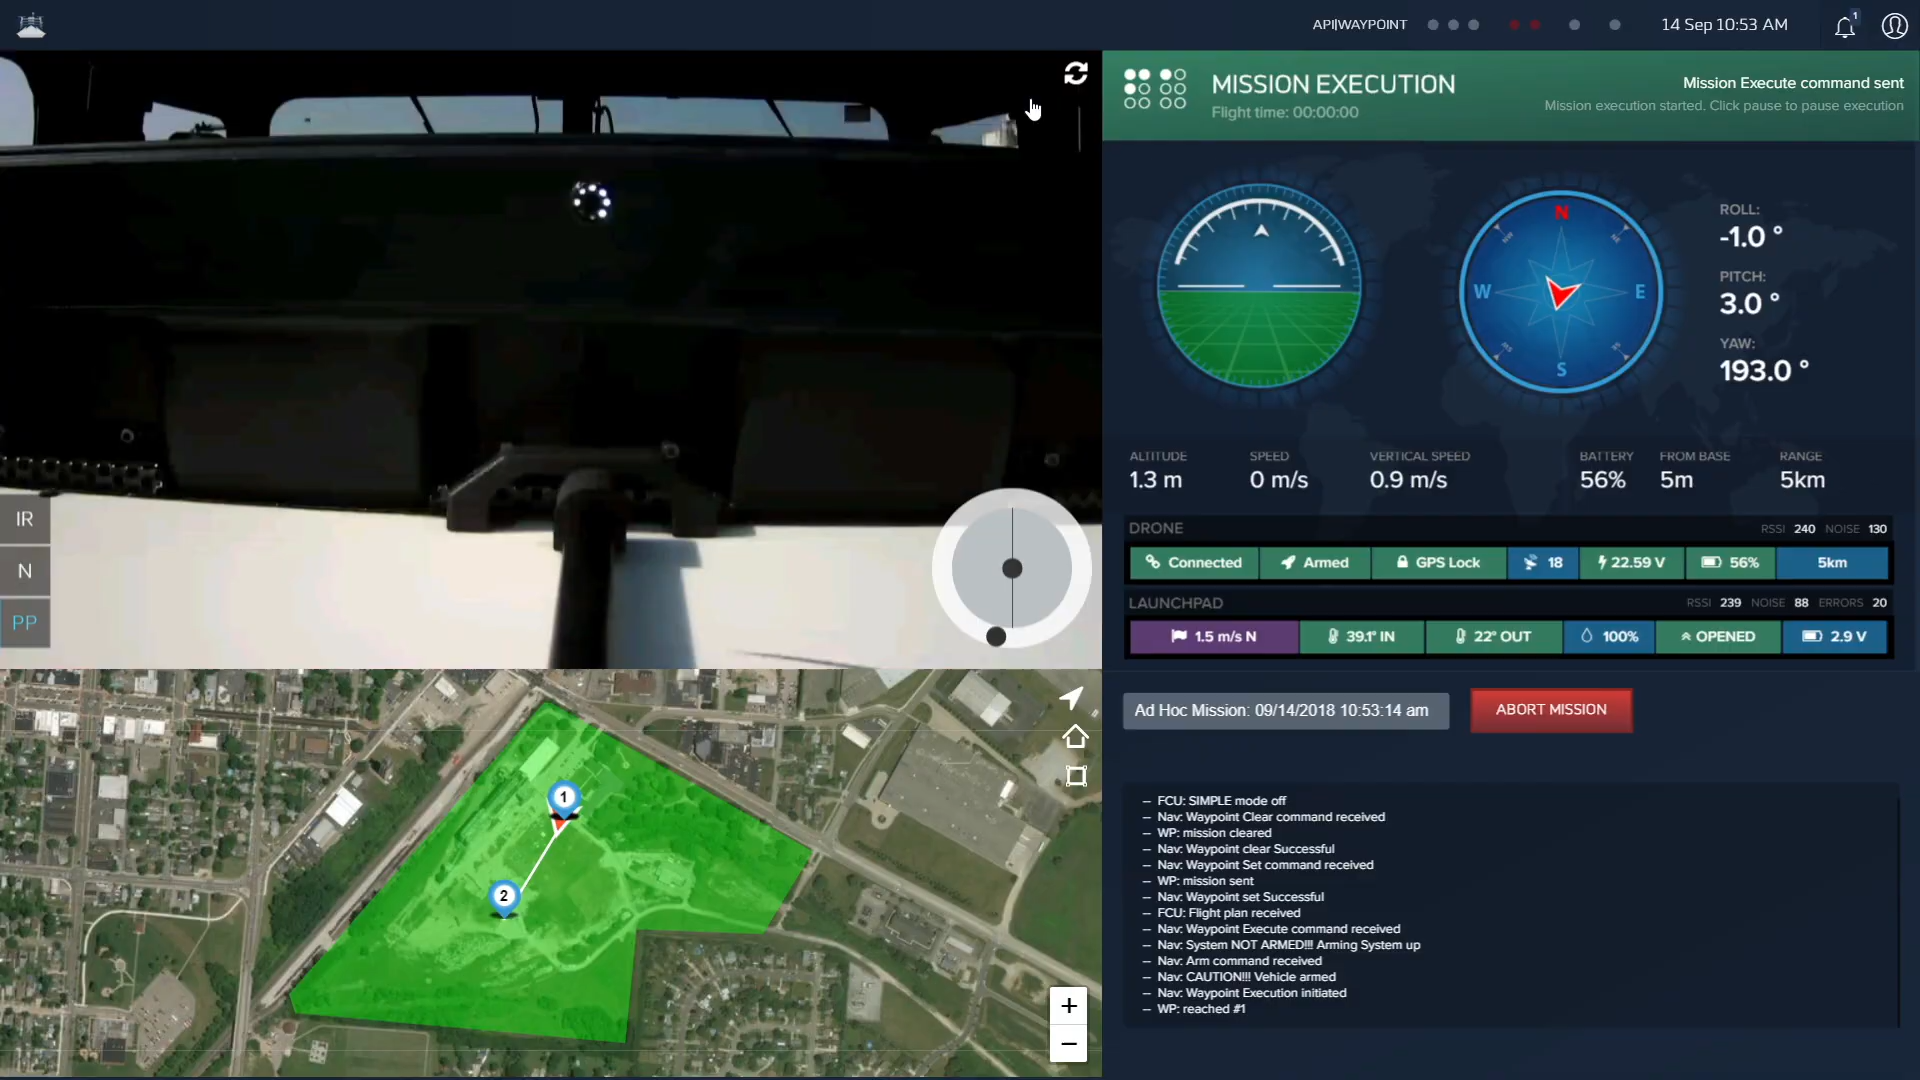 API|WAYPOINT
14 Sep 10:53 AM
1
MISSION EXECUTION
Flight time: 00:00:00
Mission Execute command sent
Mission execution started. Click pause to pause execution
N
W
E
S
ROLL:
-1.0 °
PITCH:
3.0 °
YAW:
193.0 °
ALTITUDE
1.3 m
SPEED
0 m/s
VERTICAL SPEED
0.9 m/s
BATTERY
56%
FROM BASE
5m
RANGE
5km
DRONE
RSSI 240 NOISE 130
Connected
Armed
GPS Lock
18
22.59 V
56%
5km
LAUNCHPAD
RSSI 239 NOISE 88 ERRORS 20
1.5 m/s N
39.1° IN
22° OUT
100%
OPENED
2.9 V
IR
N
PP
Ad Hoc Mission: 09/14/2018 10:53:14 am
ABORT MISSION
– FCU: SIMPLE mode off
– Nav: Waypoint Clear command received
– WP: mission cleared
– Nav: Waypoint clear Successful
– Nav: Waypoint Set command received
– WP: mission sent
– Nav: Waypoint set Successful
– FCU: Flight plan received
– Nav: Waypoint Execute command received
– Nav: System NOT ARMED!!! Arming System up
– Nav: Arm command received
– Nav: CAUTION!!! Vehicle armed
– Nav: Waypoint Execution initiated
– WP: reached #1
1
2
+
−